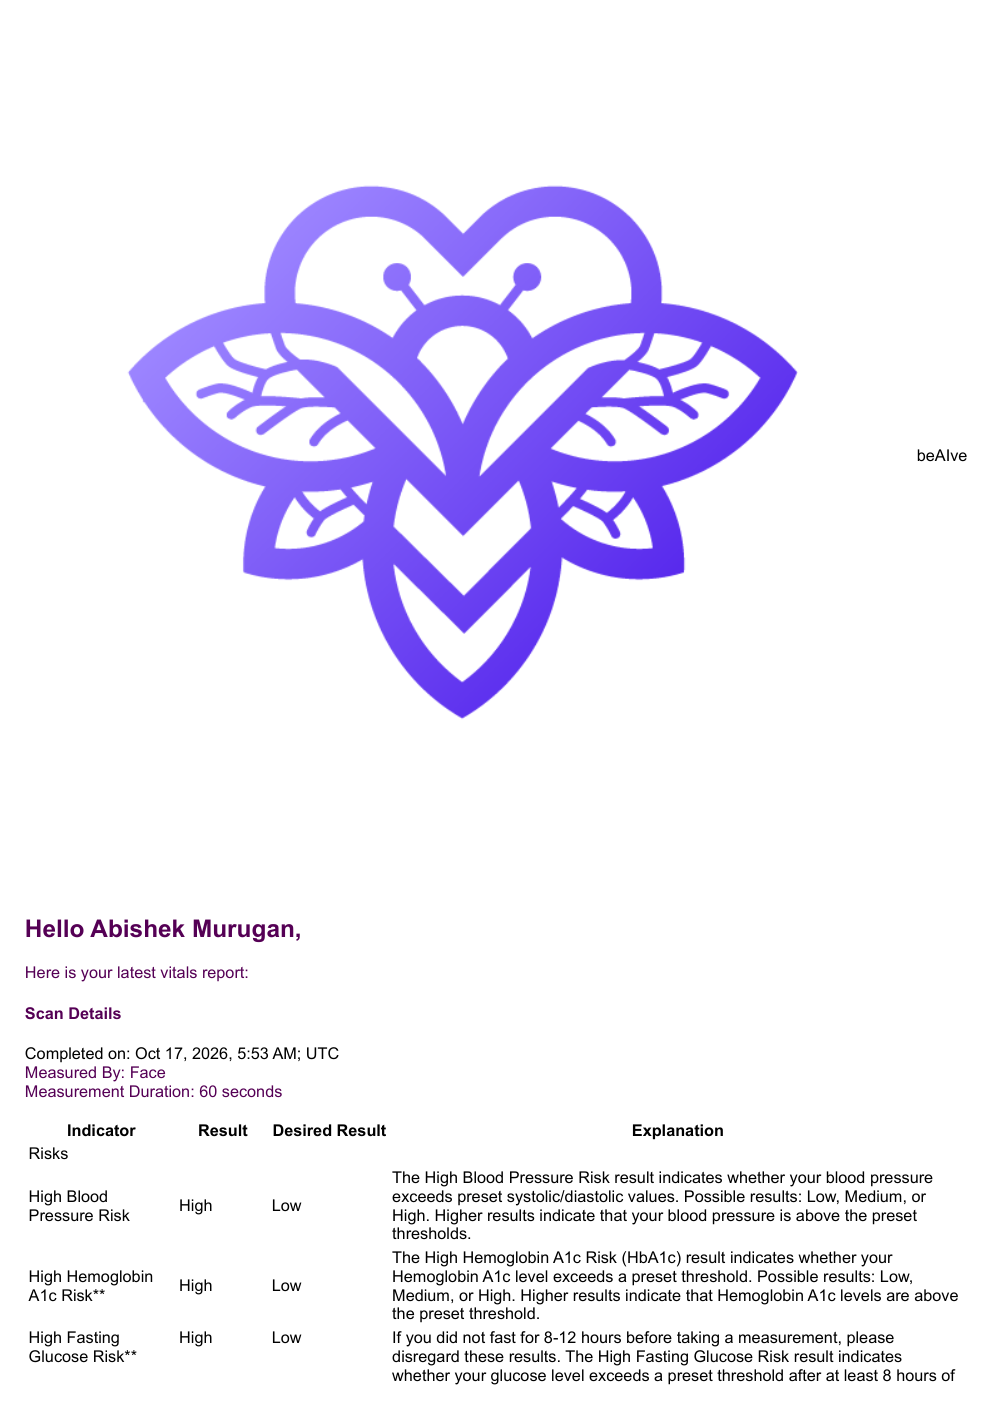 beAIve
Hello Abishek Murugan,
Here is your latest vitals report:
Scan Details
Completed on: Oct 17, 2026, 5:53 AM; UTC
Measured By: Face
Measurement Duration: 60 seconds
Indicator Result Desired Result Explanation
Risks
High Blood Pressure Risk High Low The High Blood Pressure Risk result indicates whether your blood pressure
exceeds preset systolic/diastolic values. Possible results: Low, Medium, or
High. Higher results indicate that your blood pressure is above the preset
thresholds.
High Hemoglobin A1c Risk** High Low The High Hemoglobin A1c Risk (HbA1c) result indicates whether your
Hemoglobin A1c level exceeds a preset threshold. Possible results: Low,
Medium, or High. Higher results indicate that Hemoglobin A1c levels are above
the preset threshold.
High Fasting Glucose Risk** High Low If you did not fast for 8-12 hours before taking a measurement, please
disregard these results. The High Fasting Glucose Risk result indicates
whether your glucose level exceeds a preset threshold after at least 8 hours of